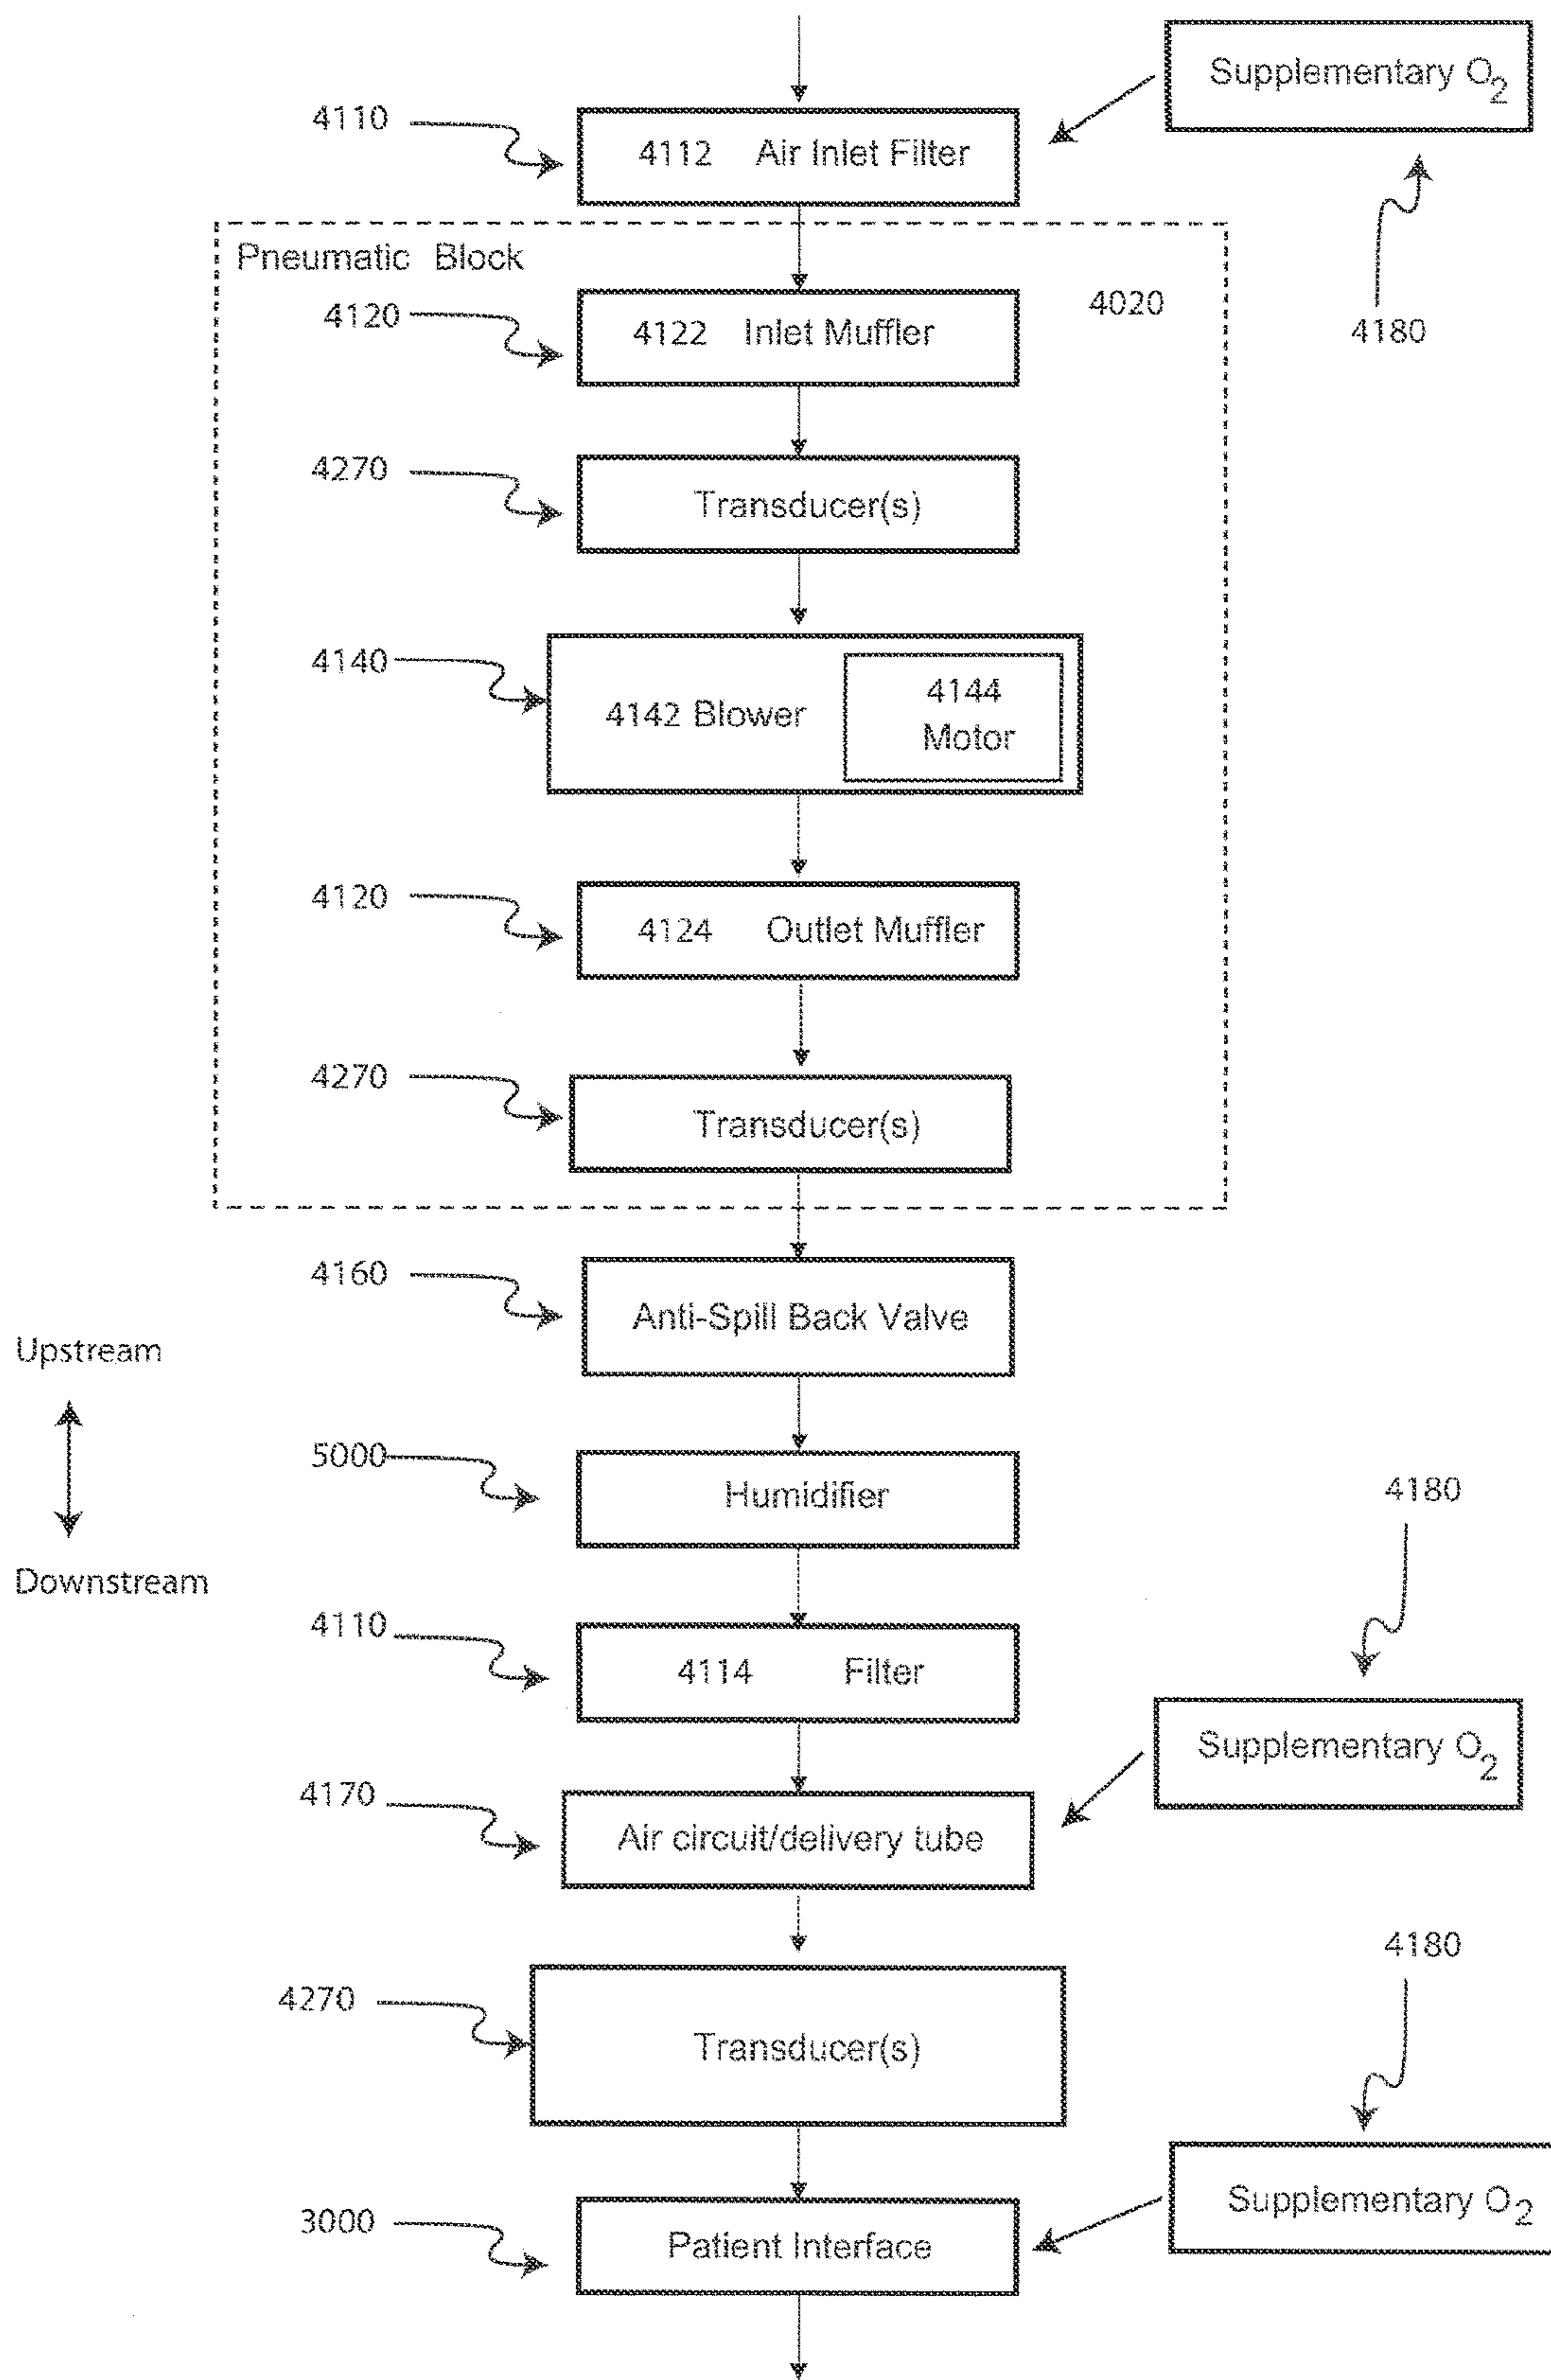 Supplementary O2
4110
4112 Air Inlet Filter
Pneumatic Block
4020
4180
4120
4122 Inlet Muffler
4270
Transducer(s)
4140
4142 Blower
4144
Motor
4120
4124 Outlet Muffler
4270
Transducer(s)
4160
Anti-Spill Back Valve
Upstream
5000
Humidifier
4180
Downstream
4110
4114 Filter
Supplementary O2
4170
Air circuit/delivery tube
4180
4270
Transducer(s)
Supplementary O2
3000
Patient Interface